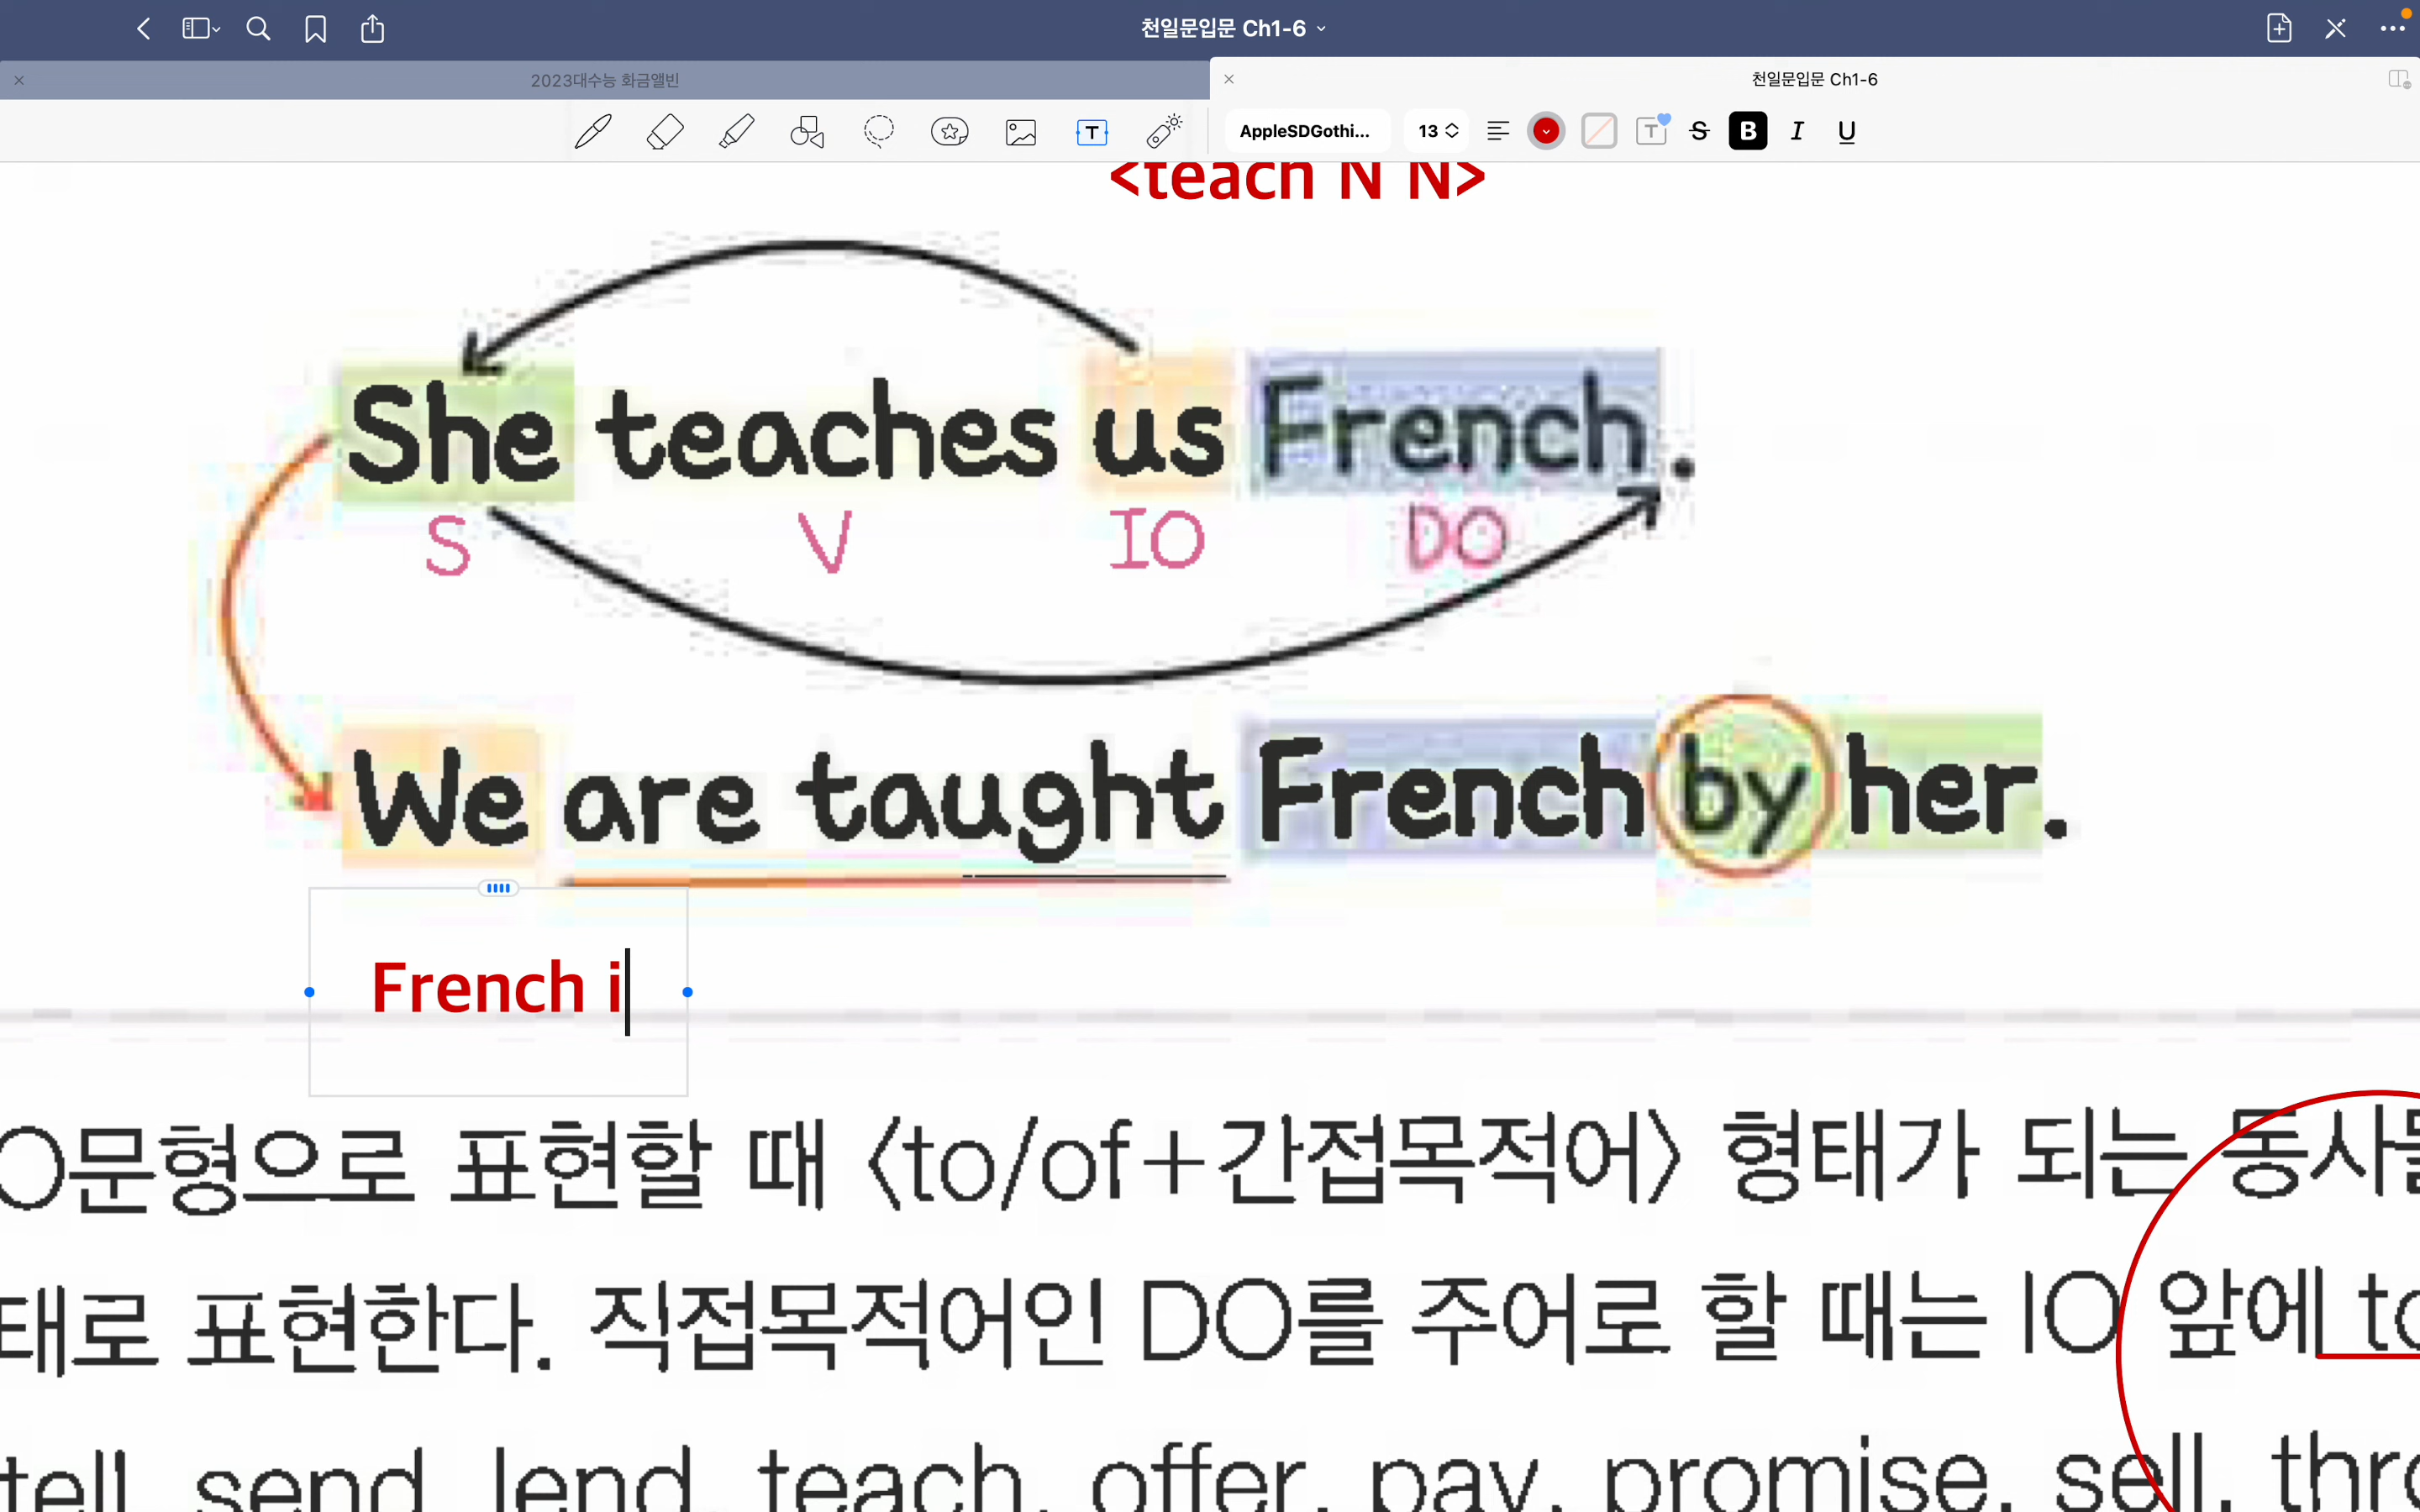 천일문입문 Ch1-6
2023대수능 화금앨빈
천일문입문 Ch1-6
AppleSDGothi... 13 S B I U
<teach N N>
She teaches us French.
S V IO DO
We are taught French by her.
French i
O문형으로 표현할 때 〈to/of+간접목적어〉 형태가 되는 동사들
태로 표현한다. 직접목적어인 DO를 주어로 할 때는 IO 앞에 to
tell, send, lend, teach, offer, pay, promise, sell, thro